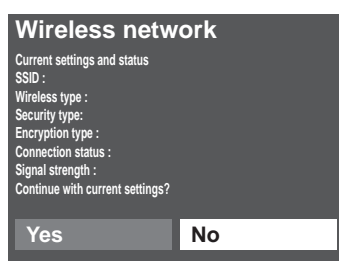 Wireless network
Current settings and status
SSID :
Wireless type :
Security type:
Encryption type :
Connection status :
Signal strength :
Continue with current settings?
Yes
No